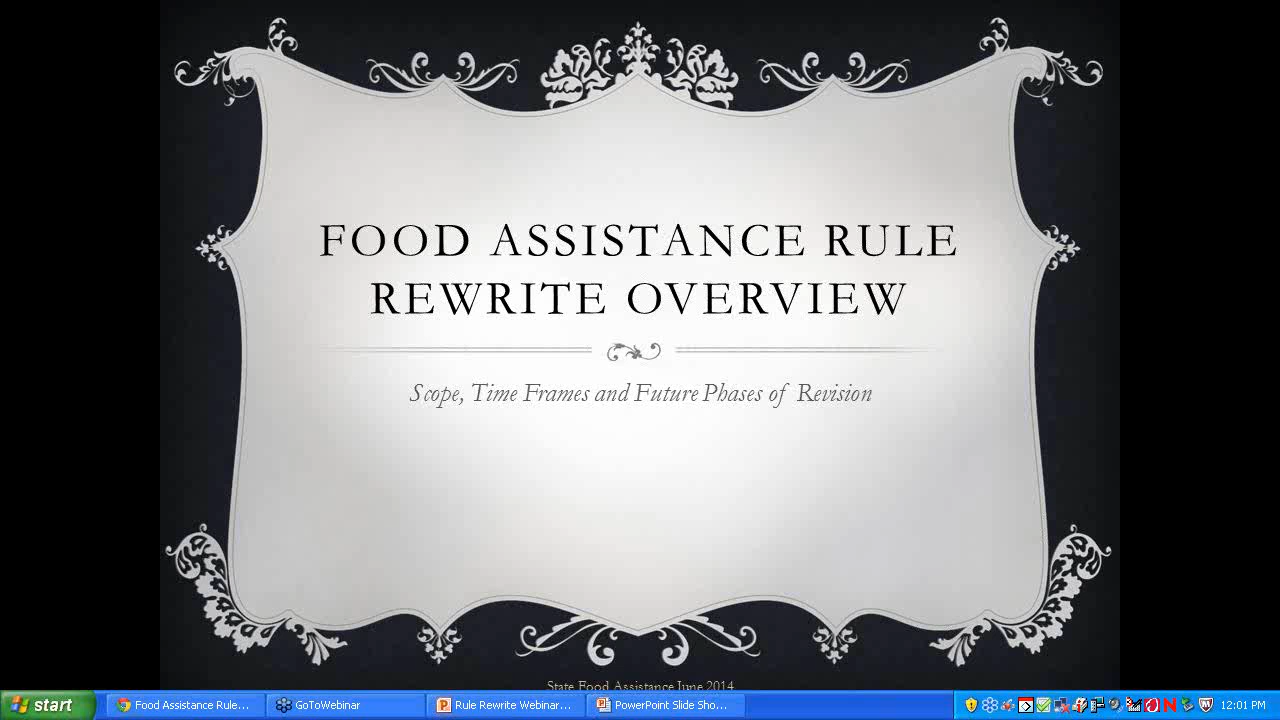 FOOD ASSISTANCE RULE
REWRITE OVERVIEW
Scope, Time Frames and Future Phases of Revision
State Food Assistance June 2014
start
Food Assistance Rule...
GoToWebinar
Rule Rewrite Webinar...
PowerPoint Slide Sho...
12:01 PM